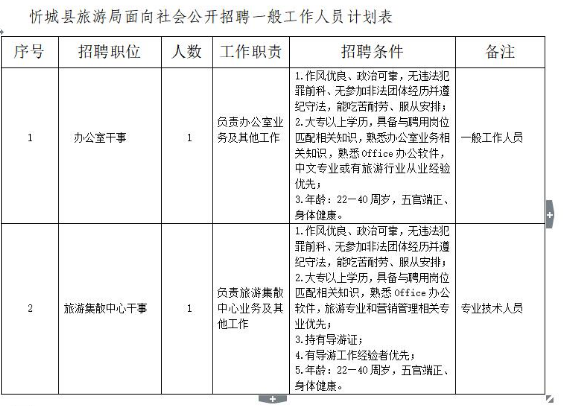 忻城县旅游局面向社会公开招聘一般工作人员计划表
序号 招聘职位 人数 工作职责 招聘条件 备注
1 办公室干事 1 负责办公室业务及其他工作
1.作风优良、政治可靠，无违法犯
罪前科、无参加非法团体经历并遵
纪守法，能吃苦耐劳、服从安排；
2.大专以上学历，具备与聘用岗位
匹配相关知识，熟悉办公室业务相
关知识，熟悉Office办公软件，
中文专业或有旅游行业从业经验
优先；
3.年龄：22—40周岁，五官端正、
身体健康。
一般工作人员
2 旅游集散中心干事 1 负责旅游集散中心业务及其他工作
1.作风优良、政治可靠，无违法犯
罪前科、无参加非法团体经历并遵
纪守法，能吃苦耐劳、服从安排；
2.大专以上学历，具备与聘用岗位
匹配相关知识，熟悉Office办公
软件，旅游专业和营销管理相关专
业优先；
3.持有导游证；
4.有导游工作经验者优先；
5.年龄：22—40周岁，五官端正、
身体健康。
专业技术人员